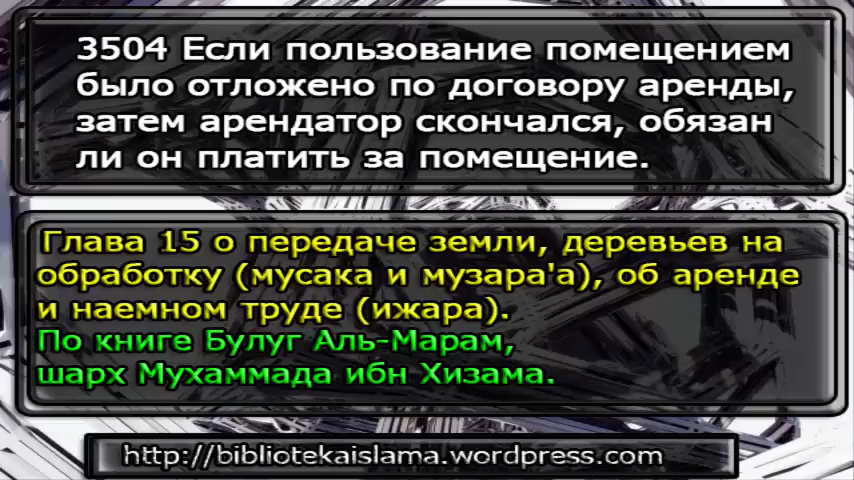 3504 Если пользование помещением
было отложено по договору аренды,
затем арендатор скончался, обязан
ли он платить за помещение.
Глава 15 о передаче земли, деревьев на
обработку (мусака и музара'а), об аренде
и наемном труде (ижара).
По книге Булуг Аль-Марам,
шарх Мухаммада ибн Хизама.
http://bibliotekaislama.wordpress.com